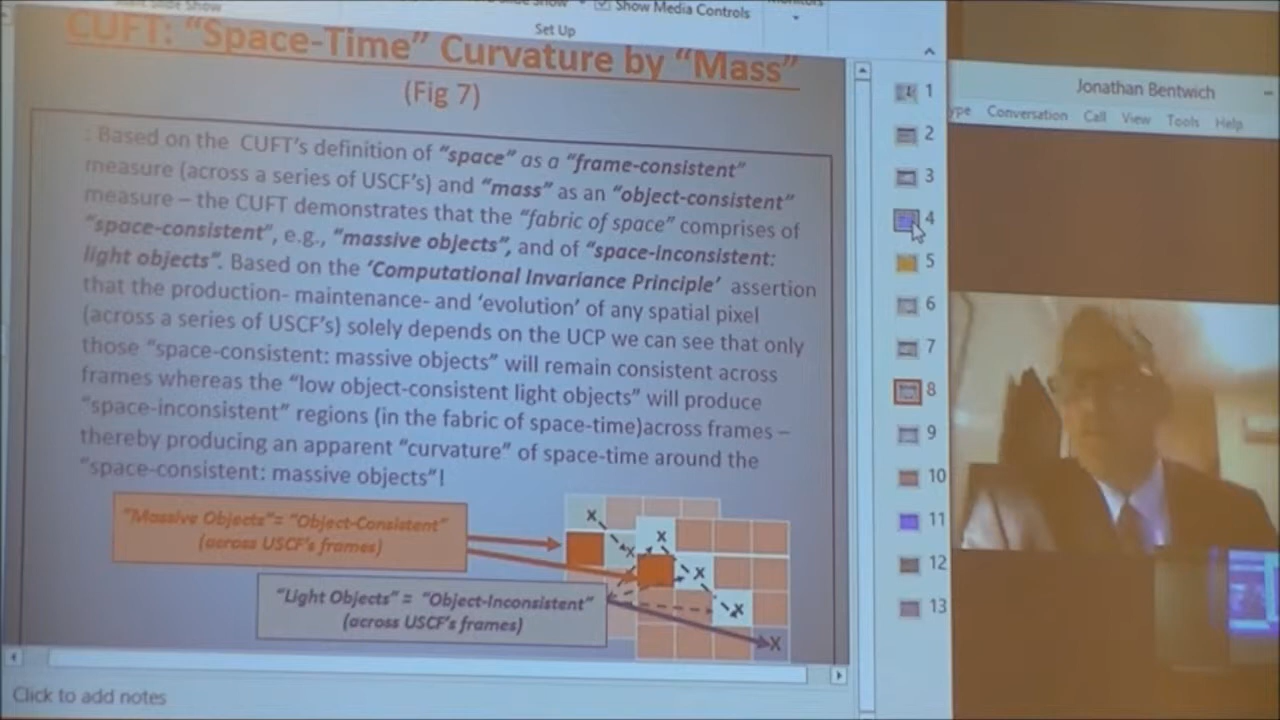 Show Media Controls
Set Up
CUFT: “Space-Time” Curvature by “Mass”
(Fig 7)
: Based on the CUFT’s definition of “space” as a “frame-consistent”
measure (across a series of USCF’s) and “mass” as an “object-consistent”
measure – the CUFT demonstrates that the “fabric of space” comprises of
“space-consistent”, e.g., “massive objects”, and of “space-inconsistent:
light objects”. Based on the ‘Computational Invariance Principle’ assertion
that the production- maintenance- and ‘evolution’ of any spatial pixel
(across a series of USCF’s) solely depends on the UCP we can see that only
those “space-consistent: massive objects” will remain consistent across
frames whereas the “low object-consistent light objects” will produce
“space-inconsistent” regions (in the fabric of space-time)across frames –
thereby producing an apparent “curvature” of space-time around the
“space-consistent: massive objects”!
“Massive Objects”= “Object-Consistent”
(across USCF’s frames)
“Light Objects” = “Object-Inconsistent”
(across USCF’s frames)
x
x
x
x
x
x
Click to add notes
1
2
3
4
5
6
7
8
9
10
11
12
13
Jonathan Bentwich
Conversation Call View Tools Help